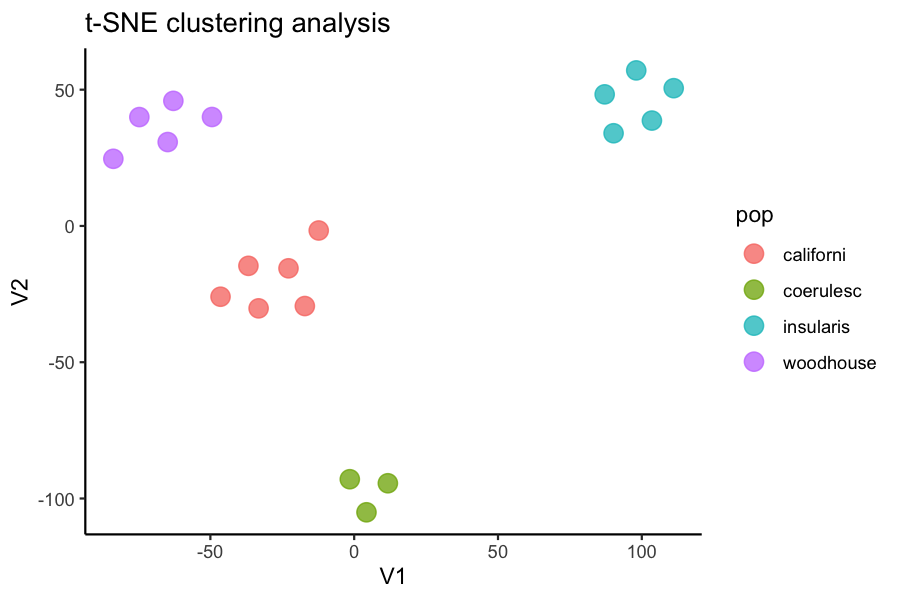 t-SNE clustering analysis
V2
50
0
-50
-100
-50
0
50
100
V1
pop
californi
coerulesc
insularis
woodhouse